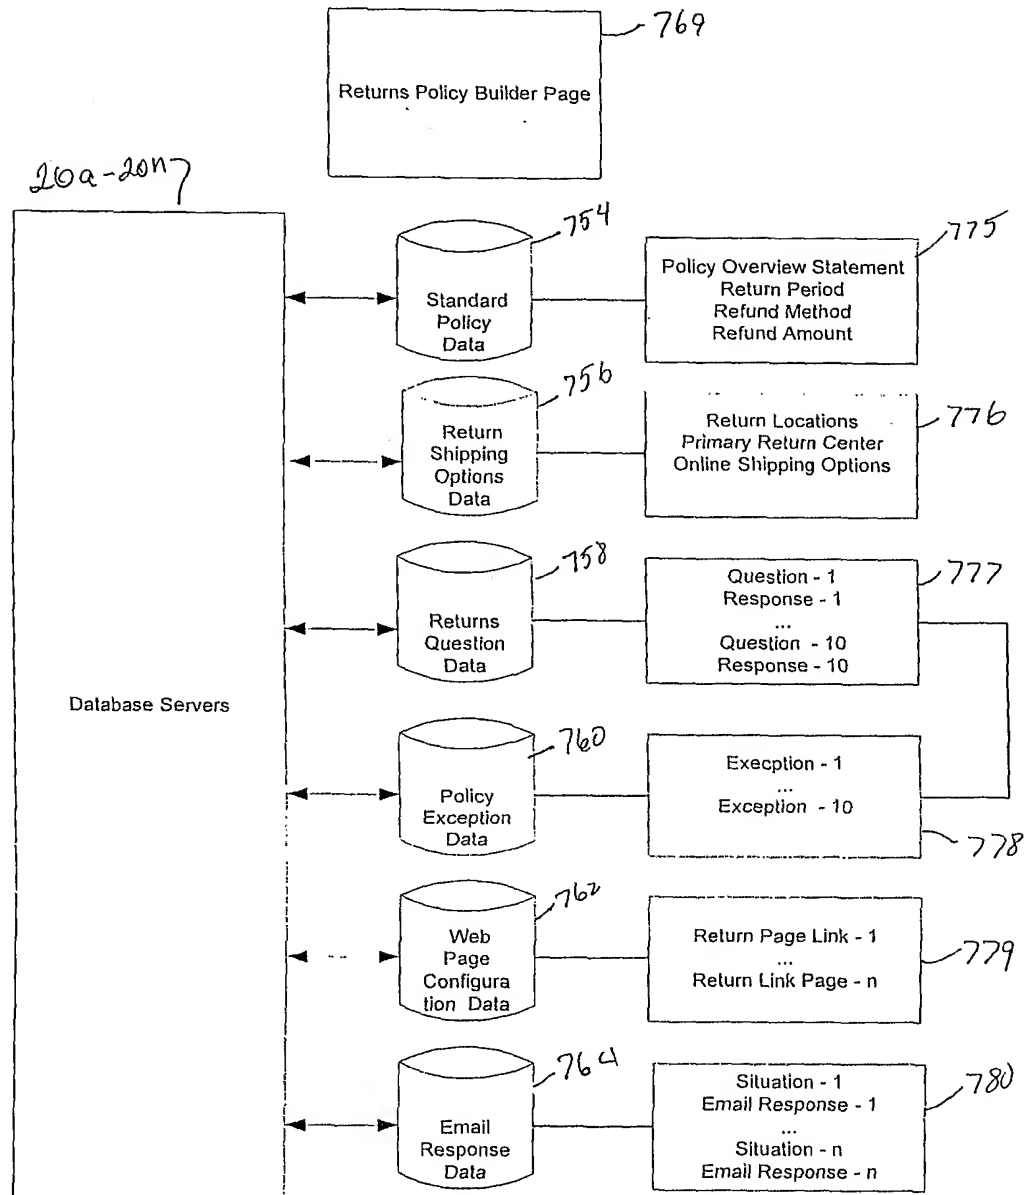 769
Returns Policy Builder Page
20a-20n
754
775
Standard
Policy
Data
Policy Overview Statement
Return Period
Refund Method
Refund Amount
756
776
Return
Shipping
Options
Data
Return Locations
Primary Return Center
Online Shipping Options
758
777
Returns
Question
Data
Question - 1
Response - 1
...
Question - 10
Response - 10
Database Servers
760
Policy
Exception
Data
Execption - 1
...
Exception - 10
778
762
Web
Page
Configura
tion Data
Return Page Link - 1
...
Return Link Page - n
779
764
780
Email
Response
Data
Situation - 1
Email Response - 1
...
Situation - n
Email Response - n